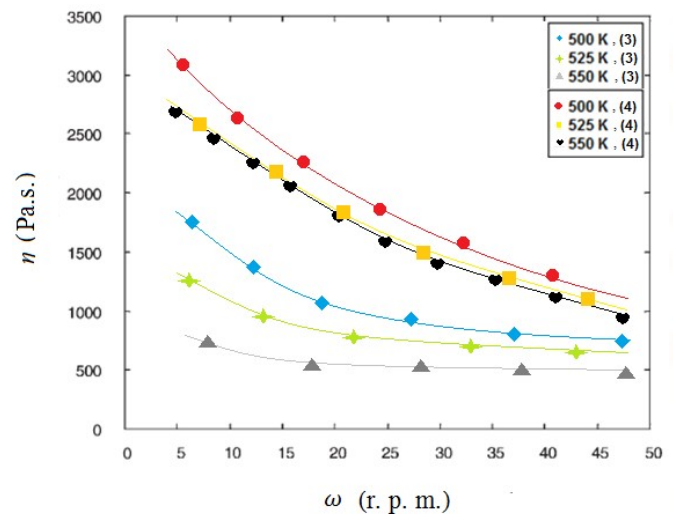 3500
3000
2500
2000
1500
1000
500
0
η (Pa.s.)
500 K , (3)
525 K , (3)
550 K , (3)
500 K , (4)
525 K , (4)
550 K , (4)
0 5 10 15 20 25 30 35 40 45 50
ω (r. p. m.)